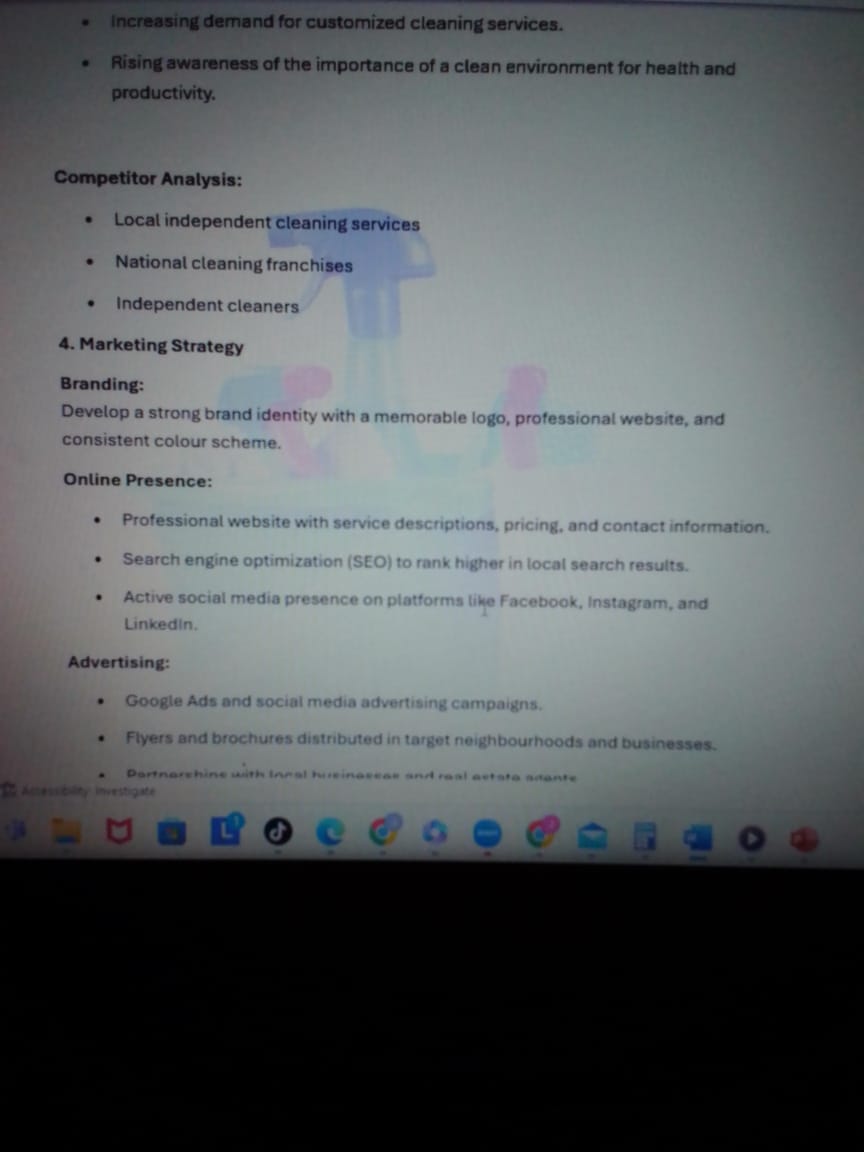 Increasing demand for customized cleaning services.
Rising awareness of the importance of a clean environment for health and
productivity.
Competitor Analysis:
Local independent cleaning services
National cleaning franchises
Independent cleaners
4. Marketing Strategy
Branding:
Develop a strong brand identity with a memorable logo, professional website, and
consistent colour scheme.
Online Presence:
Professional website with service descriptions, pricing, and contact information.
Search engine optimization (SEO) to rank higher in local search results.
Active social media presence on platforms like Facebook, Instagram, and
LinkedIn.
Advertising:
Google Ads and social media advertising campaigns.
Flyers and brochures distributed in target neighbourhoods and businesses.
Partnerships with local businesses and real estate agents
Accessibility: Investigate